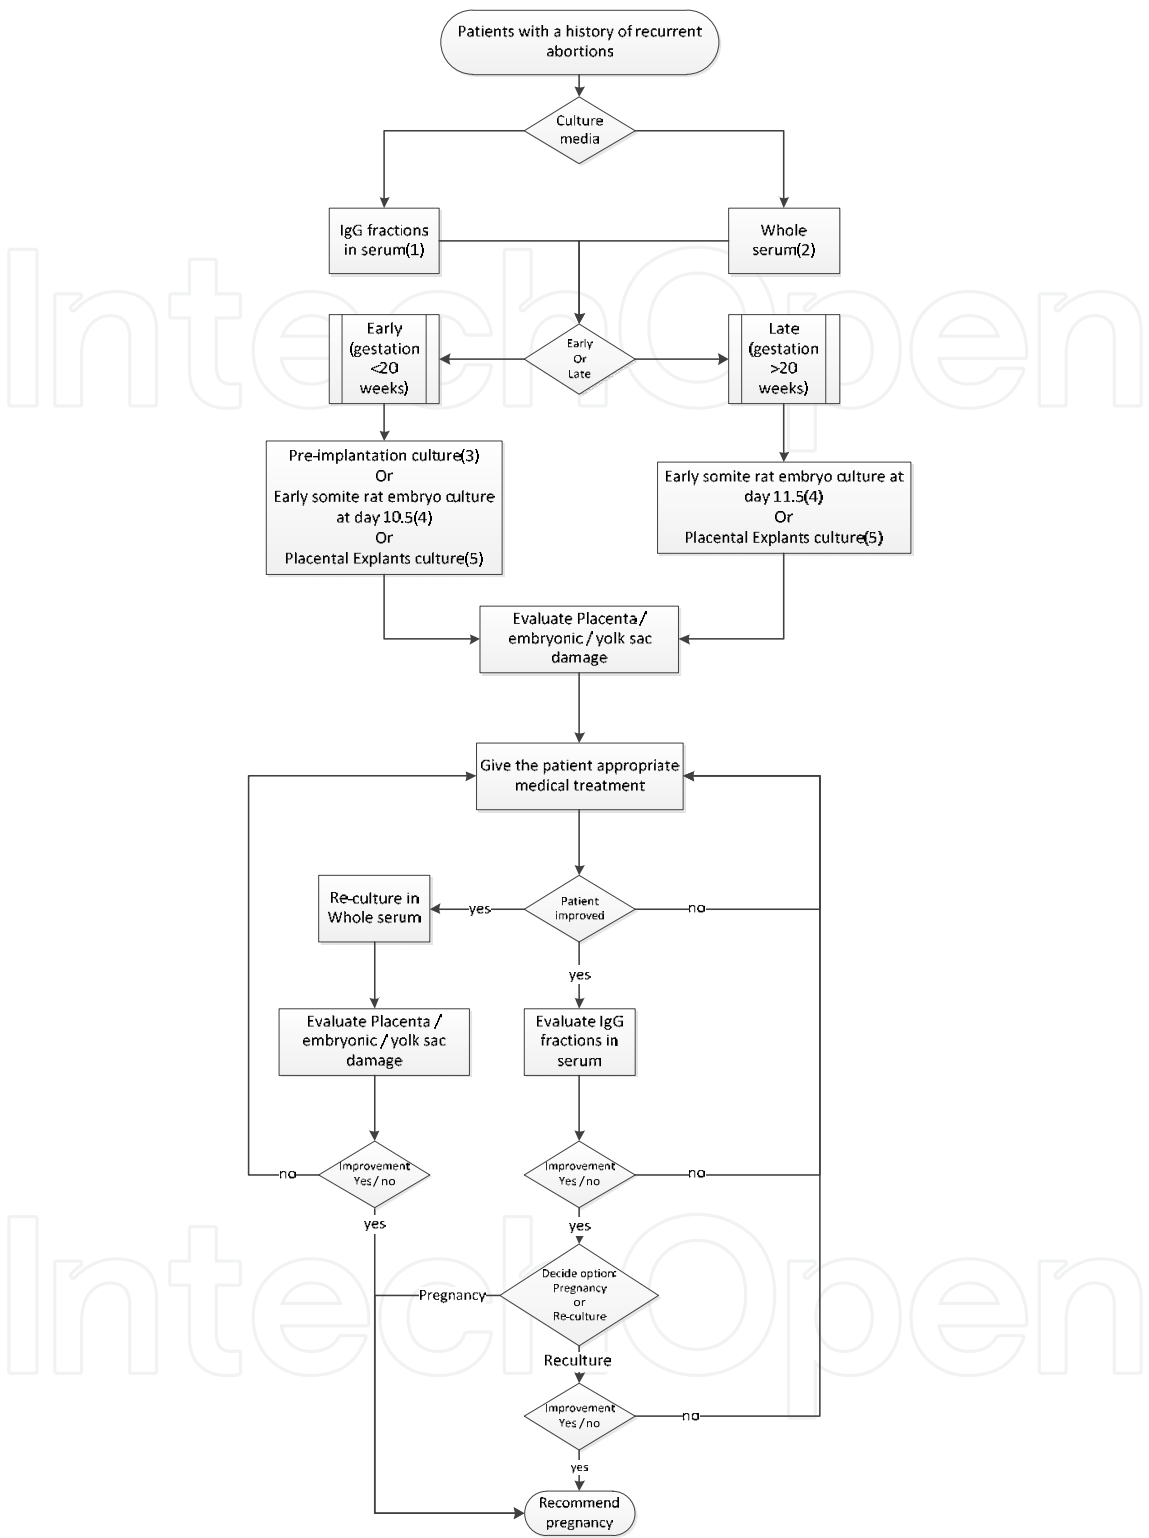 Patients with a history of recurrent
abortions
Culture
media
IgG fractions
in serum(1)
Whole
serum(2)
IntechOpen
Early
(gestation
<20
weeks)
Early
Or
Late
Late
(gestation
>20
weeks)
Pre-implantation culture(3)
Or
Early somite rat embryo culture
at day 10.5(4)
Or
Placental Explants culture(5)
Early somite rat embryo culture at
day 11.5(4)
Or
Placental Explants culture(5)
Evaluate Placenta/
embryonic / yolk sac
damage
Give the patient appropriate
medical treatment
Re-culture in
Whole serum
yes
Patient
improved
no
yes
Evaluate Placenta /
embryonic / yolk sac
damage
Evaluate IgG
fractions in
serum
no
Improvement
Yes / no
Improvement
Yes / no
no
yes
yes
IntechOpen
Pregnancy
Decide option:
Pregnancy
or
Re-culture
Reculture
Improvement
Yes / no
no
yes
Recommend
pregnancy